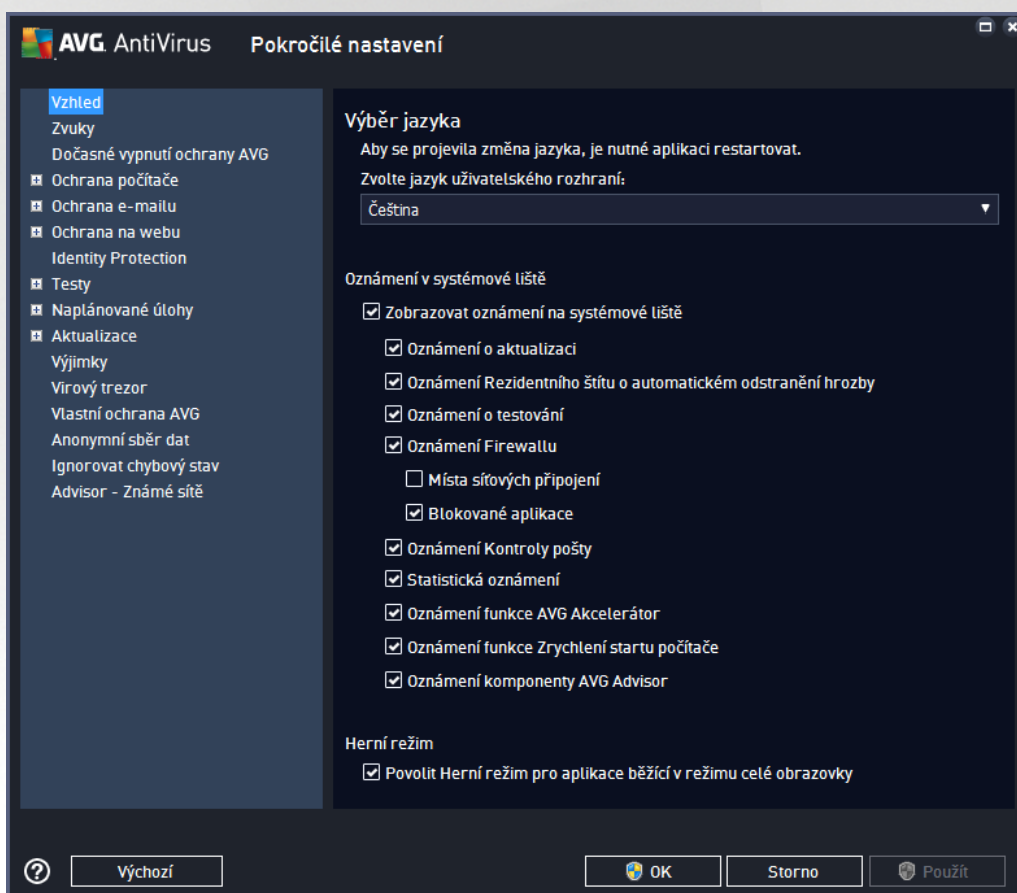 AVG AntiVirus Pokročilé nastavení
Vzhled
Zvuky
Dočasné vypnutí ochrany AVG
Ochrana počítače
Ochrana e-mailu
Ochrana na webu
Identity Protection
Testy
Naplánované úlohy
Aktualizace
Výjimky
Virový trezor
Vlastní ochrana AVG
Anonymní sběr dat
Ignorovat chybový stav
Advisor - Známé sítě
Výběr jazyka
Aby se projevila změna jazyka, je nutné aplikaci restartovat.
Zvolte jazyk uživatelského rozhraní:
Čeština
Oznámení v systémové liště
Zobrazovat oznámení na systémové liště
Oznámení o aktualizaci
Oznámení Rezidentního štítu o automatickém odstranění hrozby
Oznámení o testování
Oznámení Firewallu
Místa síťových připojení
Blokované aplikace
Oznámení Kontroly pošty
Statistická oznámení
Oznámení funkce AVG Akcelerátor
Oznámení funkce Zrychlení startu počítače
Oznámení komponenty AVG Advisor
Herní režim
Povolit Herní režim pro aplikace běžící v režimu celé obrazovky
Výchozí
OK
Storno
Použít